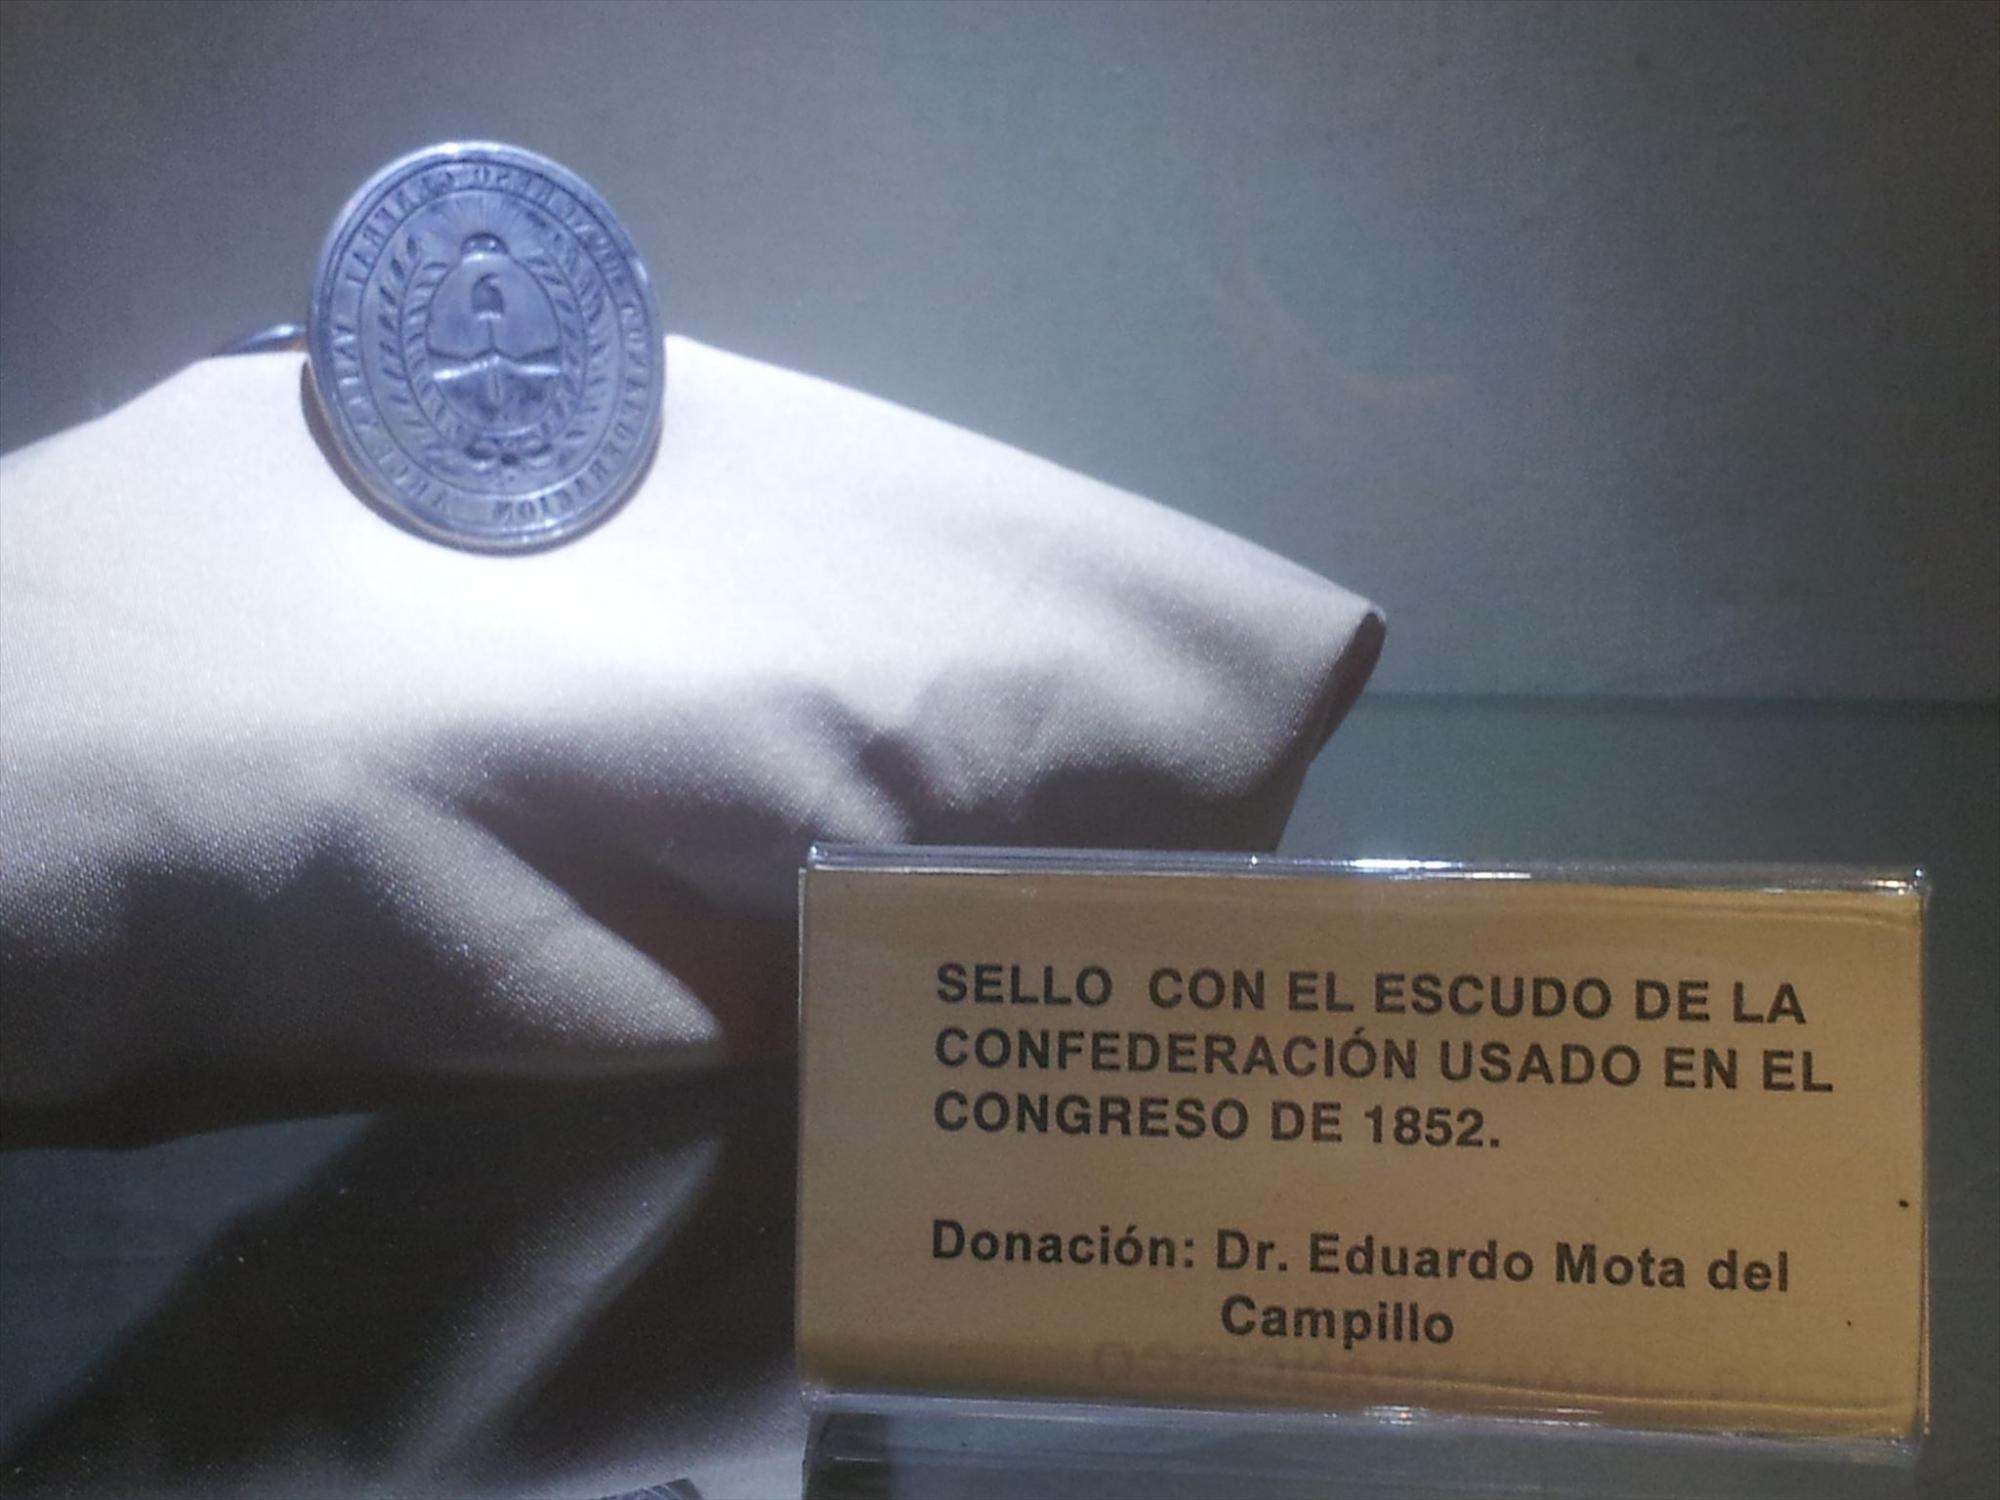 SELLO CON EL ESCUDO DE LA
CONFEDERACIÓN USADO EN EL
CONGRESO DE 1852.
Donación: Dr. Eduardo Mota del
Campillo